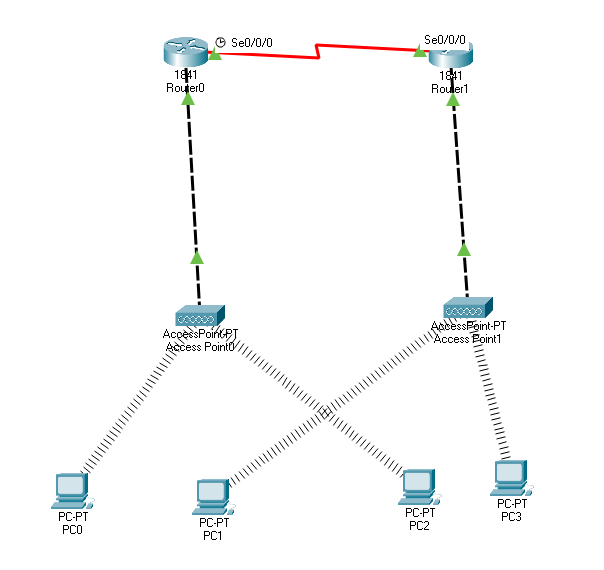 Se0/0/0
Se0/0/0
1841
Router0
1841
Router1
AccessPoint-PT
Access Point0
AccessPoint-PT
Access Point1
PC-PT
PC0
PC-PT
PC1
PC-PT
PC2
PC-PT
PC3